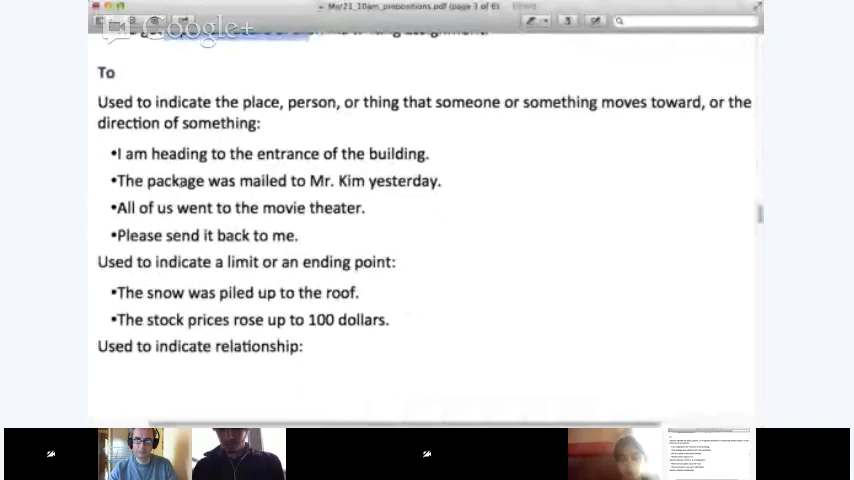 Mar21_10am_prepositions.pdf (page 3 of 6)
Google+
To
Used to indicate the place, person, or thing that someone or something moves toward, or the
direction of something:
•I am heading to the entrance of the building.
•The package was mailed to Mr. Kim yesterday.
•All of us went to the movie theater.
•Please send it back to me.
Used to indicate a limit or an ending point:
•The snow was piled up to the roof.
•The stock prices rose up to 100 dollars.
Used to indicate relationship: